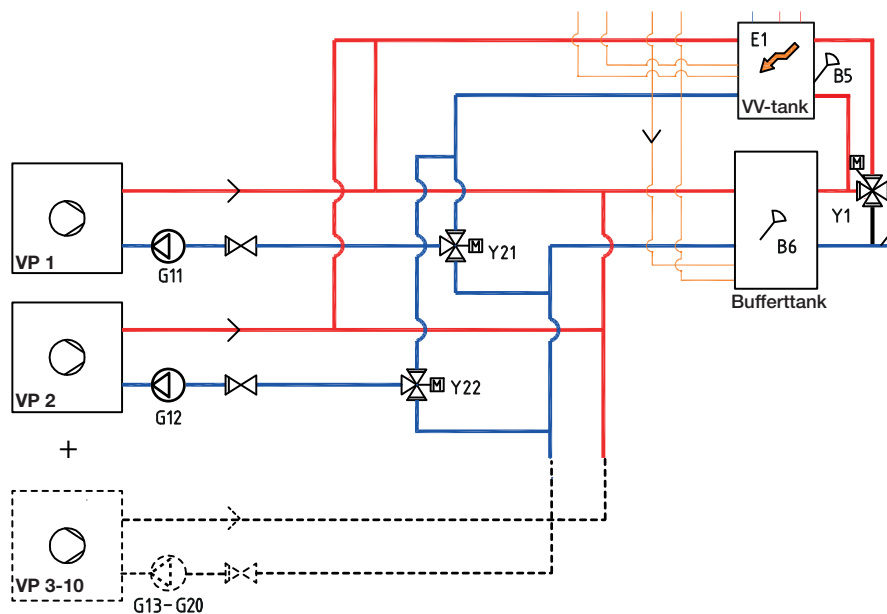 E1
B5
VV-tank
M
Y1
VP 1
G11
M
Y21
B6
Bufferttank
VP 2
G12
M
Y22
+
VP 3-10
G13-G20